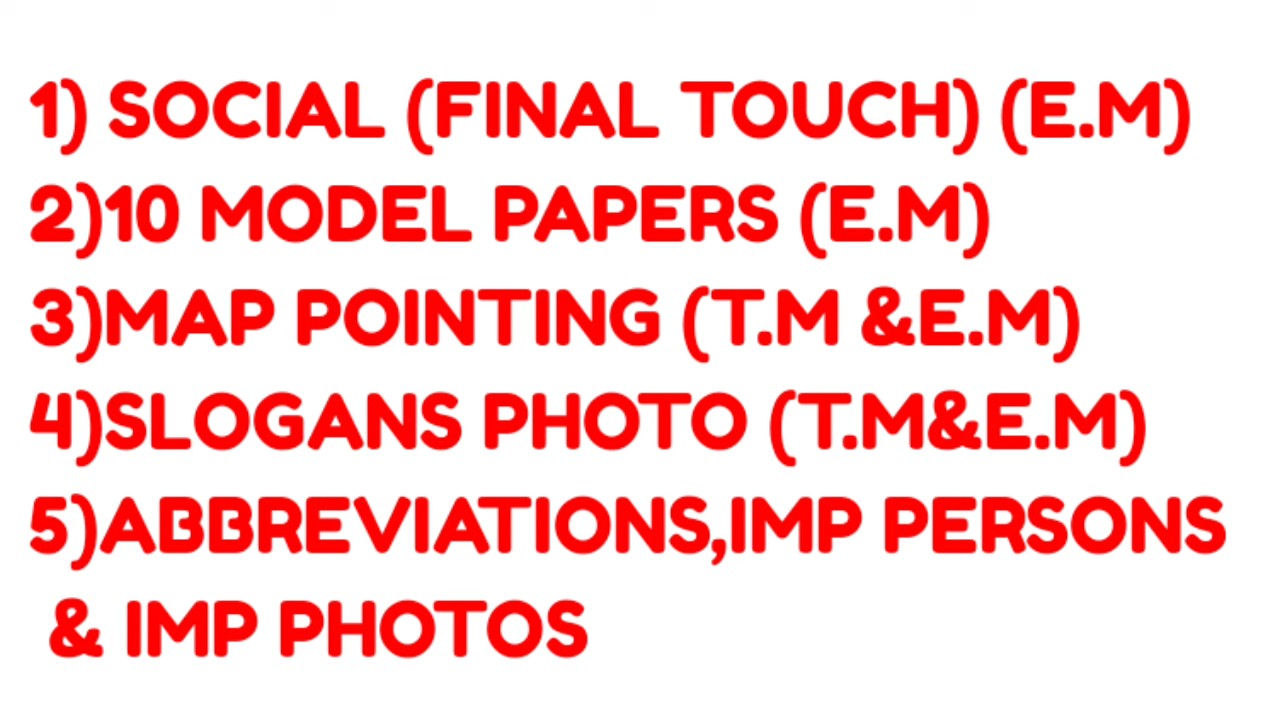 1) SOCIAL (FINAL TOUCH) (E.M)
2)10 MODEL PAPERS (E.M)
3)MAP POINTING (T.M &E.M)
4)SLOGANS PHOTO (T.M&E.M)
5)ABBREVIATIONS,IMP PERSONS
& IMP PHOTOS